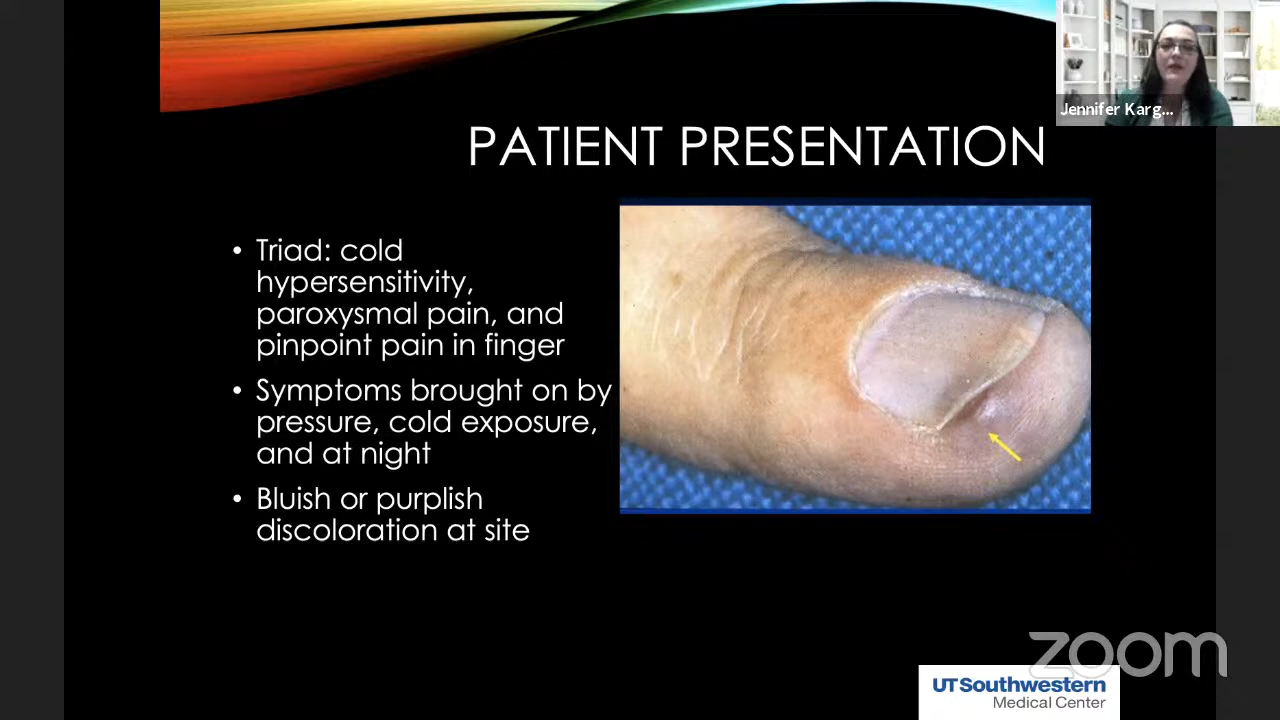 Jennifer Karg...
PATIENT PRESENTATION
• Triad: cold
hypersensitivity,
paroxysmal pain, and
pinpoint pain in finger
• Symptoms brought on by
pressure, cold exposure,
and at night
• Bluish or purplish
discoloration at site
zoom
UTSouthwestern
Medical Center